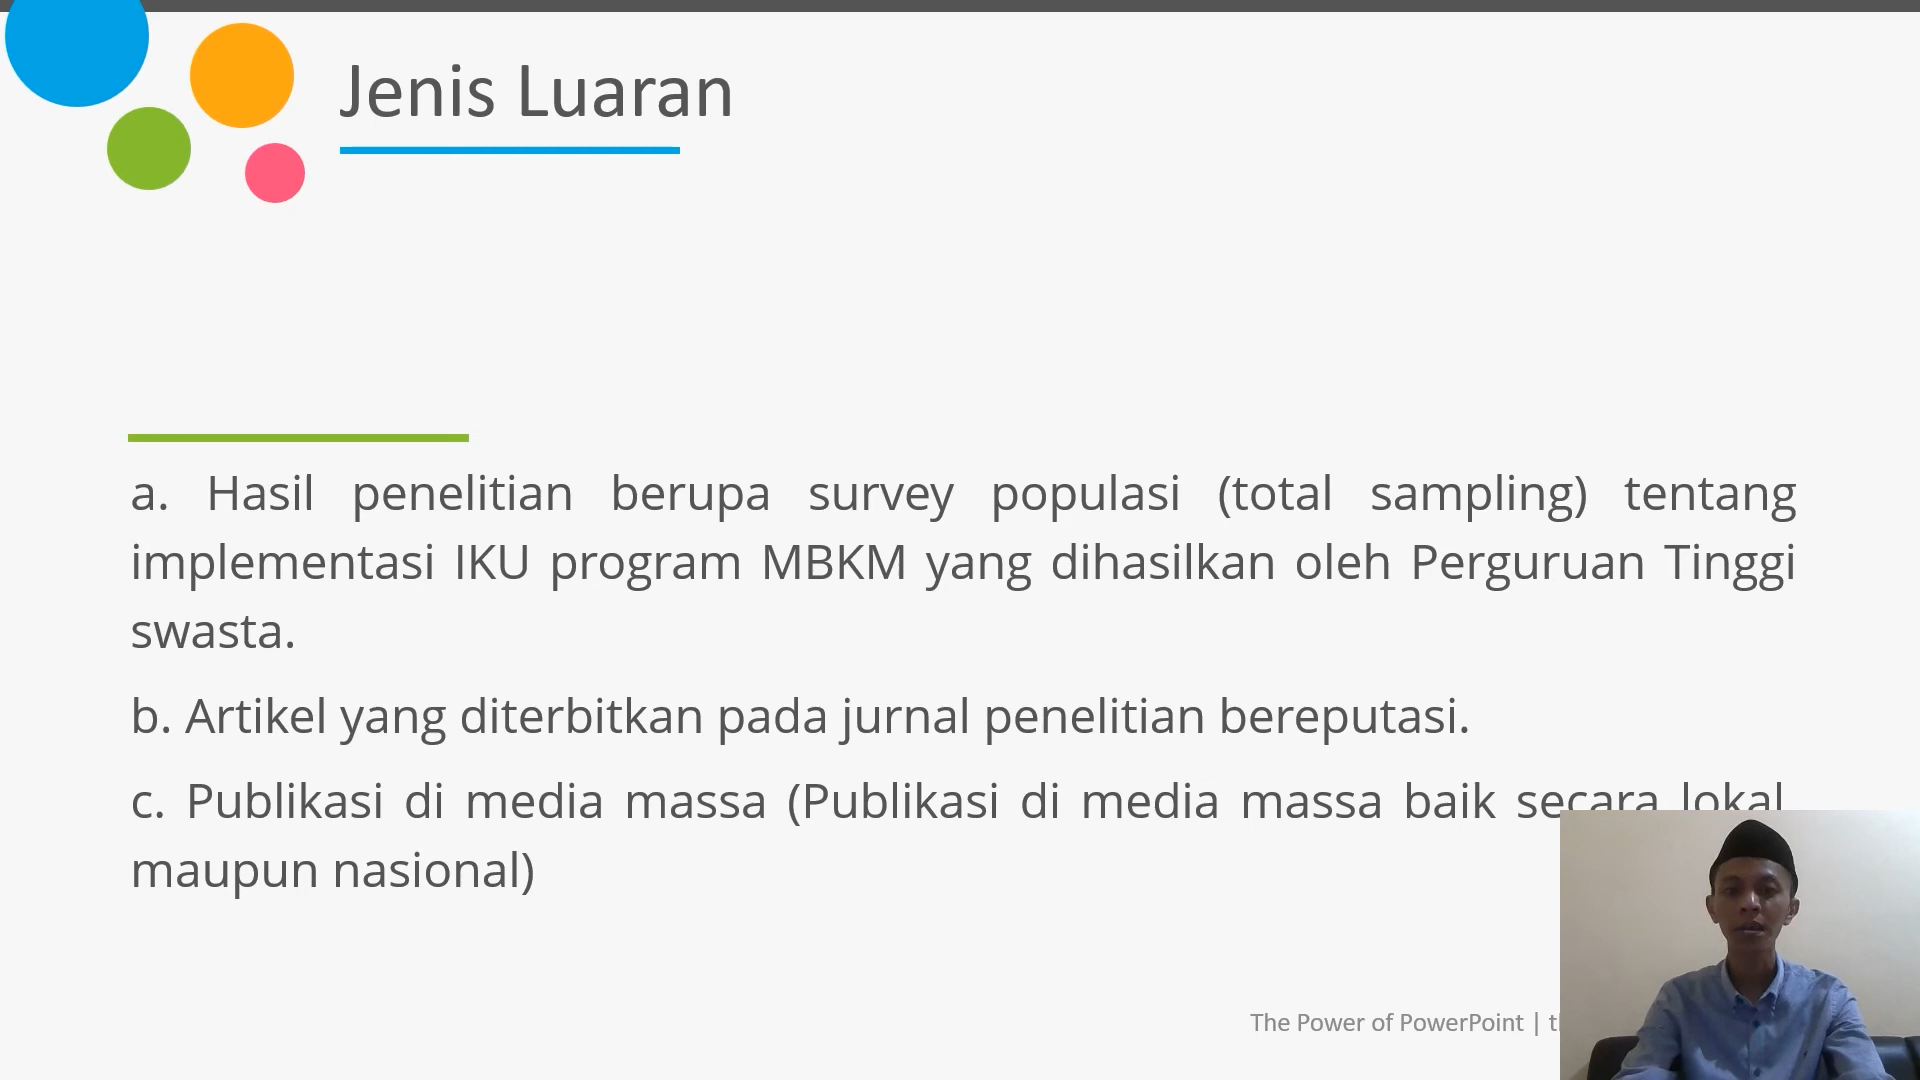 Jenis Luaran
a. Hasil penelitian berupa survey populasi (total sampling) tentang
implementasi IKU program MBKM yang dihasilkan oleh Perguruan Tinggi
swasta.
b. Artikel yang diterbitkan pada jurnal penelitian bereputasi.
c. Publikasi di media massa (Publikasi di media massa baik secara lokal
maupun nasional)
The Power of PowerPoint |